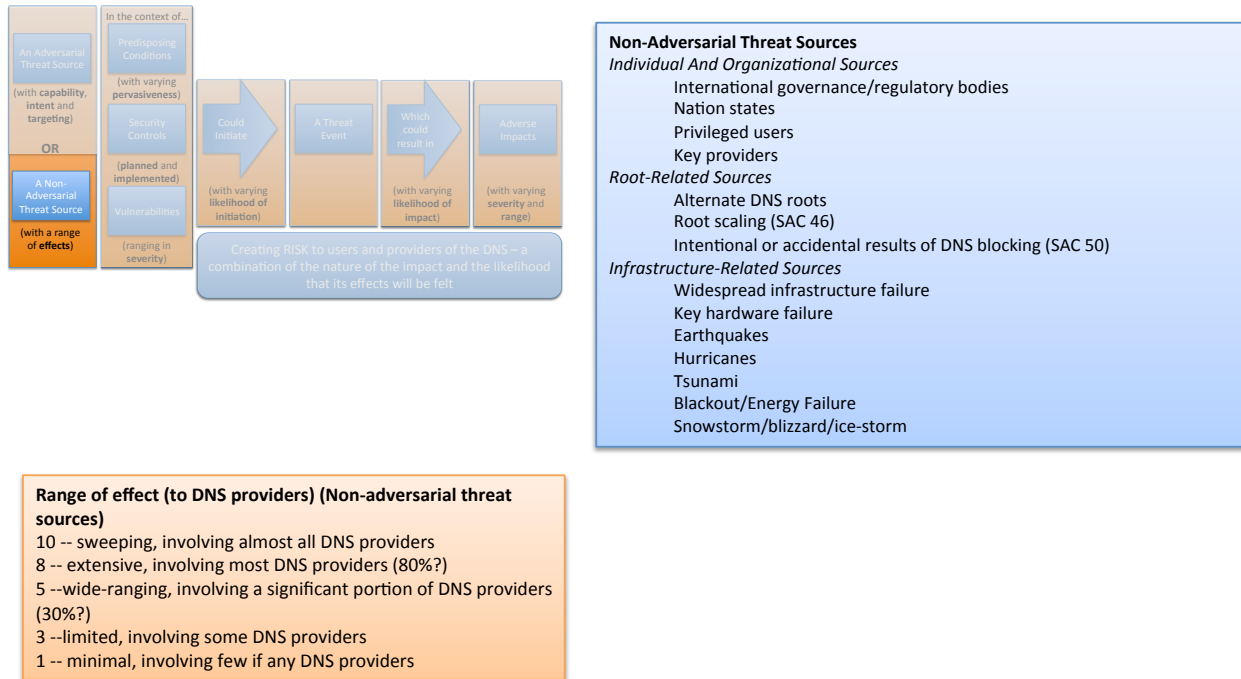 An Adversarial
Threat Source
(with capability,
intent and
targeting)
OR
A Non-
Adversarial
Threat Source
(with a range
of effects)
In the context of...
Predisposing
Conditions
(with varying
pervasiveness)
Security
Controls
(planned and
implemented)
Vulnerabilities
(ranging in
severity)
Could
Initiate
(with varying
likelihood of
initiation)
A Threat
Event
Which
could
result in
(with varying
likelihood of
impact)
Adverse
Impacts
(with varying
severity and
range)
Creating RISK to users and providers of the DNS – a
combination of the nature of the impact and the likelihood
that its effects will be felt
Non-Adversarial Threat Sources
Individual And Organizational Sources
International governance/regulatory bodies
Nation states
Privileged users
Key providers
Root-Related Sources
Alternate DNS roots
Root scaling (SAC 46)
Intentional or accidental results of DNS blocking (SAC 50)
Infrastructure-Related Sources
Widespread infrastructure failure
Key hardware failure
Earthquakes
Hurricanes
Tsunami
Blackout/Energy Failure
Snowstorm/blizzard/ice-storm
Range of effect (to DNS providers) (Non-adversarial threat
sources)
10 -- sweeping, involving almost all DNS providers
8 -- extensive, involving most DNS providers (80%?)
5 --wide-ranging, involving a significant portion of DNS providers
(30%?)
3 --limited, involving some DNS providers
1 -- minimal, involving few if any DNS providers